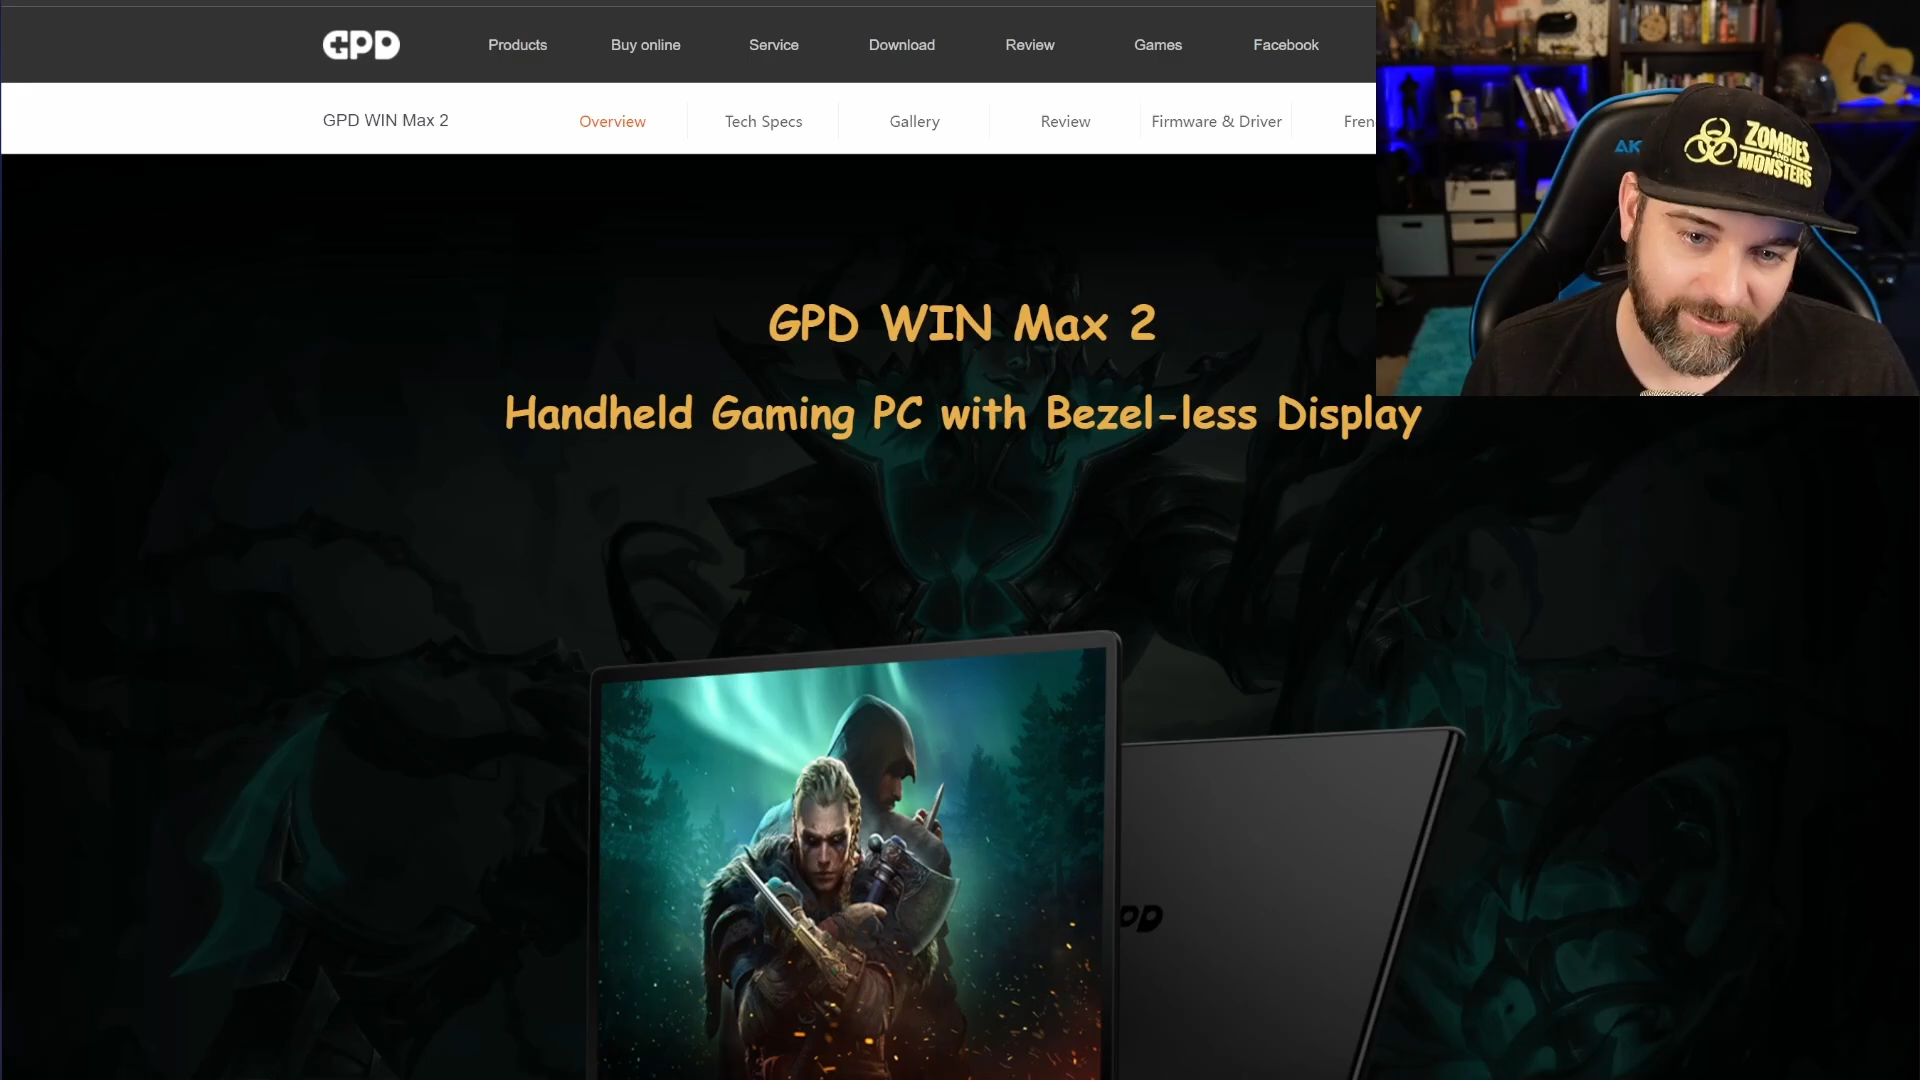 GPD
Products
Buy online
Service
Download
Review
Games
Facebook
GPD WIN Max 2
Overview
Tech Specs
Gallery
Review
Firmware & Driver
Fren
GPD WIN Max 2
Handheld Gaming PC with Bezel-less Display
AK
ZOMBIES
AND
MONSTERS